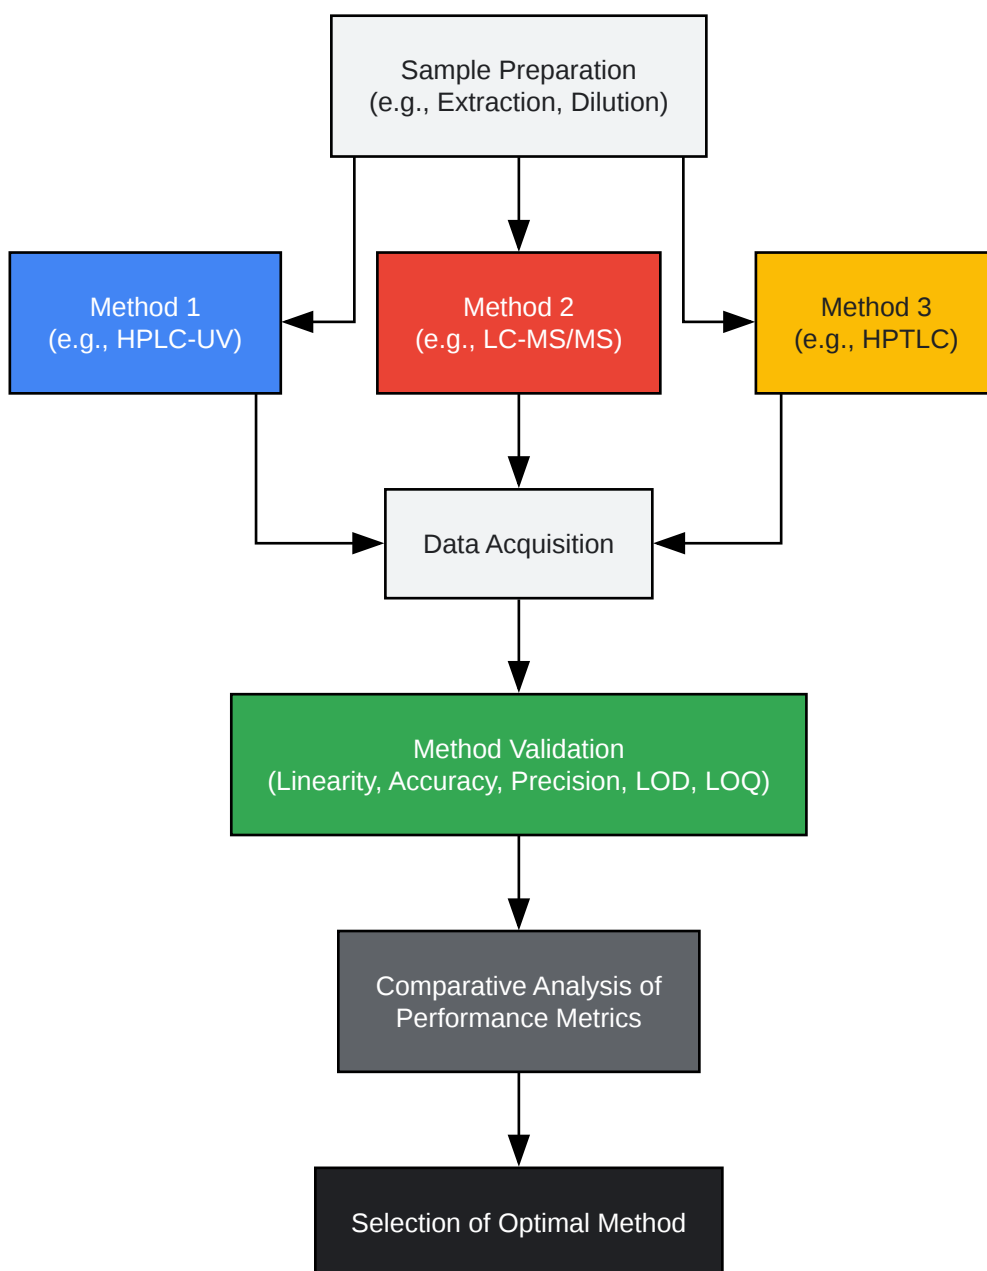 Sample Preparation
(e.g., Extraction, Dilution)
Method 1
(e.g., HPLC-UV)
Method 2
(e.g., LC-MS/MS)
Method 3
(e.g., HPTLC)
Data Acquisition
Method Validation
(Linearity, Accuracy, Precision, LOD, LOQ)
Comparative Analysis of
Performance Metrics
Selection of Optimal Method